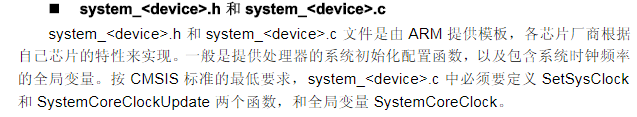 ■ system_<device>.h 和 system_<device>.c
system_<device>.h 和 system_<device>.c 文件是由 ARM 提供模板，各芯片厂商根据
自己芯片的特性来实现。一般是提供处理器的系统初始化配置函数，以及包含系统时钟频率
的全局变量。按 CMSIS 标准的最低要求，system_<device>.c 中必须要定义 SetSysClock
和 SystemCoreClockUpdate 两个函数，和全局变量 SystemCoreClock。